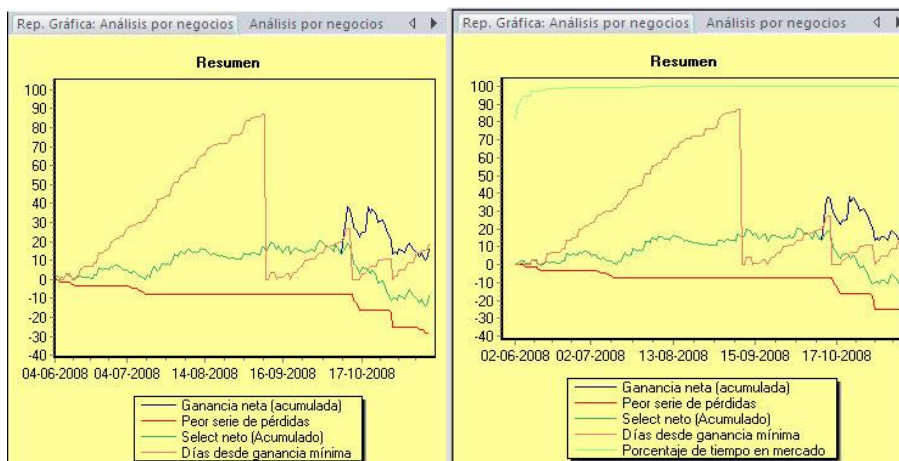 Rep. Gráfica: Análisis por negocios Análisis por negocios
Resumen
100
90
80
70
60
50
40
30
20
10
0
-10
-20
-30
-40
04-06-2008 04-07-2008 14-08-2008 16-09-2008 17-10-2008
Ganancia neta (acumulada)
Peor serie de pérdidas
Select neto (Acumulado)
Días desde ganancia mínima
Rep. Gráfica: Análisis por negocios Análisis por negocios
Resumen
100
90
80
70
60
50
40
30
20
10
0
-10
-20
-30
-40
02-06-2008 02-07-2008 13-08-2008 15-09-2008 17-10-2008
Ganancia neta (acumulada)
Peor serie de pérdidas
Select neto (Acumulado)
Días desde ganancia mínima
Porcentaje de tiempo en mercado